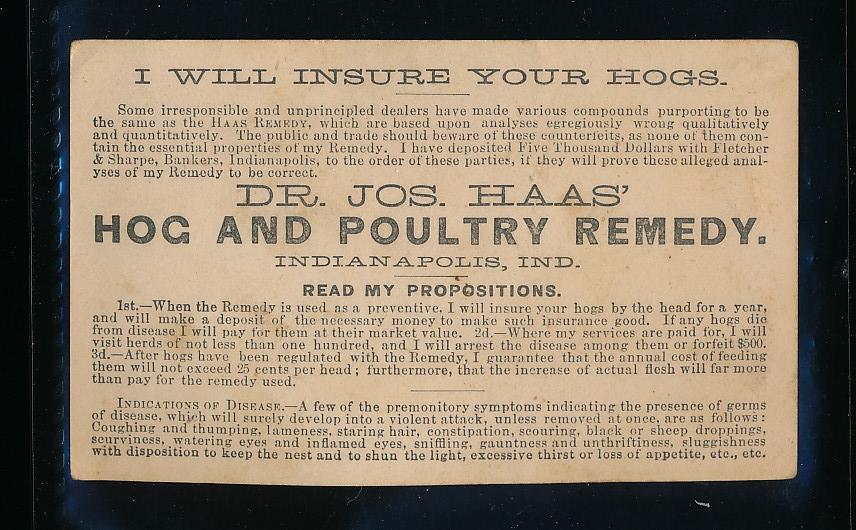 I WILL INSURE YOUR HOGS.
Some irresponsible and unprincipled dealers have made various compounds purporting to be
the same as the HAAS REMEDY, which are based upon analyses egregiously wrong qualitatively
and quantitatively. The public and trade should beware of these counterfeits, as none of them con-
tain the essential properties of my Remedy. I have deposited Five Thousand Dollars with Fletcher
& Sharpe, Bankers, Indianapolis, to the order of these parties, if they will prove these alleged anal-
yses of my Remedy to be correct.
DR. JOS. HAAS'
HOG AND POULTRY REMEDY.
INDIANAPOLIS, IND.
READ MY PROPOSITIONS.
1st.—When the Remedy is used as a preventive, I will insure your hogs by the head for a year,
and will make a deposit of the necessary money to make such insurance good. If any hogs die
from disease I will pay for them at their market value. 2d.—Where my services are paid for, I will
visit herds of not less than one hundred, and I will arrest the disease among them or forfeit $500.
3d.—After hogs have been regulated with the Remedy, I guarantee that the annual cost of feeding
them will not exceed 25 cents per head; furthermore, that the increase of actual flesh will far more
than pay for the remedy used.
INDICATIONS OF DISEASE.—A few of the premonitory symptoms indicating the presence of germs
of disease, which will surely develop into a violent attack, unless removed at once, are as follows:
Coughing and thumping, lameness, staring hair, constipation, scouring, black or sheep droppings,
scurviness, watering eyes and inflamed eyes, sniffling, gauntness and unthriftiness, sluggishness
with disposition to keep the nest and to shun the light, excessive thirst or loss of appetite, etc., etc.